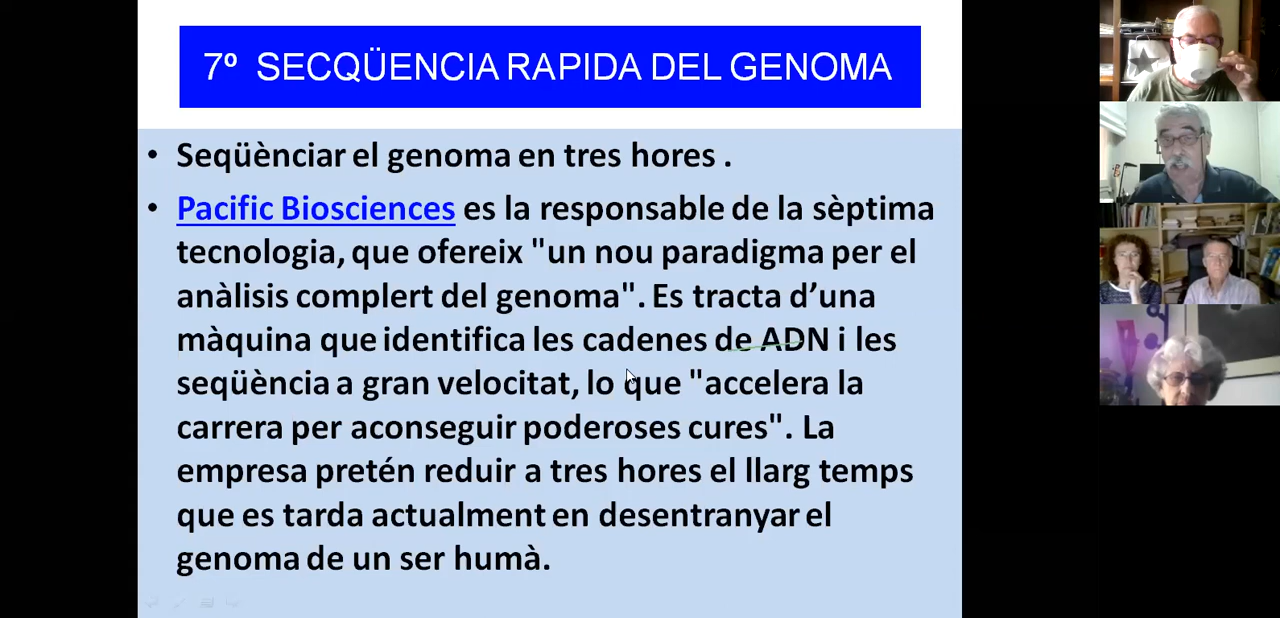 7º SECQÜENCIA RAPIDA DEL GENOMA
• Seqüènciar el genoma en tres hores .
• Pacific Biosciences es la responsable de la sèptima
tecnologia, que ofereix "un nou paradigma per el
anàlisis complert del genoma". Es tracta d’una
màquina que identifica les cadenes de ADN i les
seqüència a gran velocitat, lo que "accelera la
carrera per aconseguir poderoses cures". La
empresa pretén reduir a tres hores el llarg temps
que es tarda actualment en desentranyar el
genoma de un ser humà.